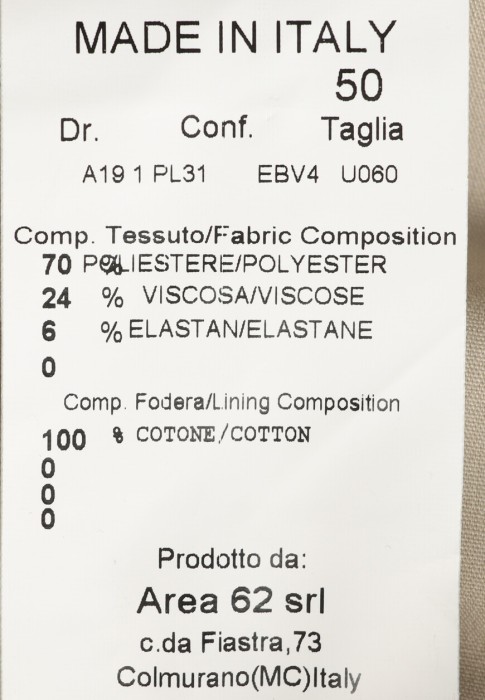 MADE IN ITALY
50
Dr. Conf. Taglia
A19 1 PL31 EBV4 U060
Comp. Tessuto/Fabric Composition
70 % POLIESTERE/POLYESTER
24 % VISCOSA/VISCOSE
6 % ELASTAN/ELASTANE
0
Comp. Fodera/Lining Composition
100 % COTONE/COTTON
0
0
0
Prodotto da:
Area 62 srl
c.da Fiastra,73
Colmurano(MC)Italy